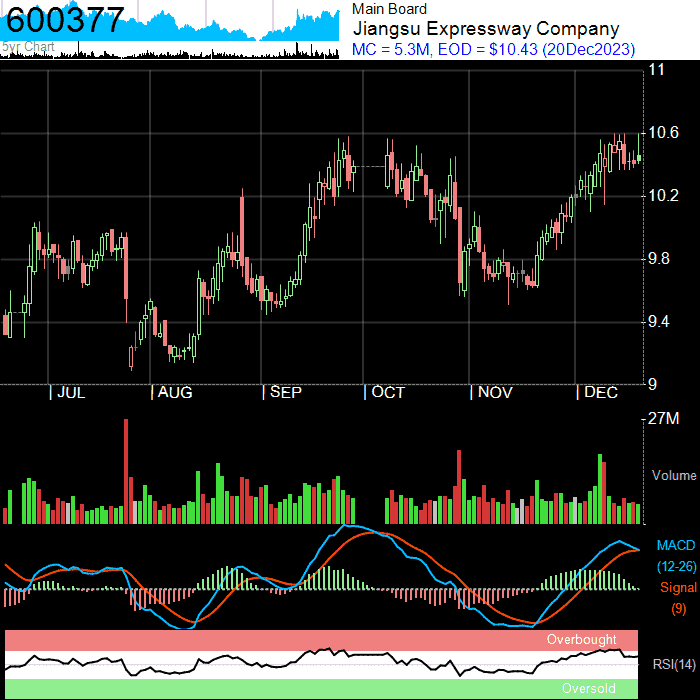 600377
5yr Chart
Main Board
Jiangsu Expressway Company
MC = 5.3M, EOD = $10.43 (20Dec2023)
11
10.6
10.2
9.8
9.4
9
JUL AUG SEP OCT NOV DEC
27M
Volume
MACD
(12-26)
Signal
(9)
Overbought
RSI(14)
Oversold